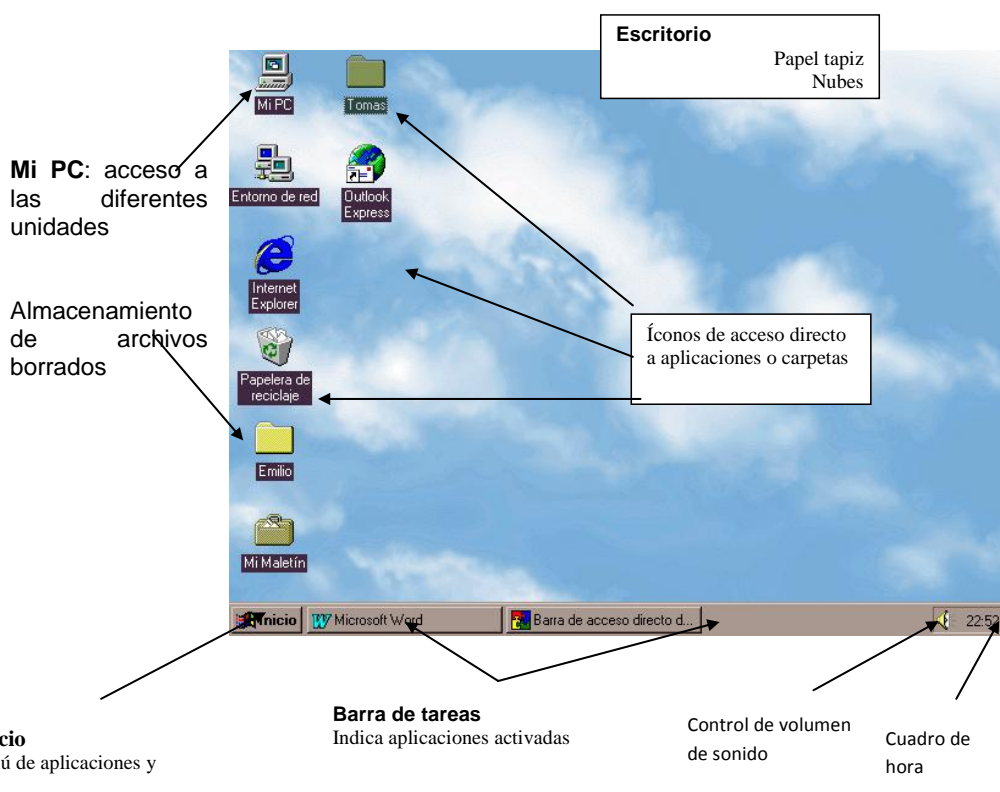 Escritorio
Papel tapiz
Nubes
Mi PC
Tomas
Mi PC: acceso a
las diferentes
unidades
Entorno de red
Outlook
Express
Internet
Explorer
Almacenamiento
de archivos
borrados
Íconos de acceso directo
a aplicaciones o carpetas
Papelera de
reciclaje
Emilio
Mi Maletín
Inicio
Microsoft Word
Barra de acceso directo d...
22:52
cio
ú de aplicaciones y
Barra de tareas
Indica aplicaciones activadas
Control de volumen
de sonido
Cuadro de
hora